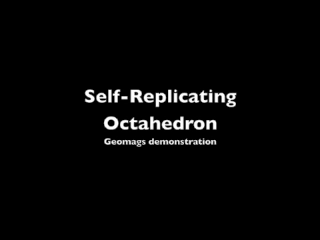 Self-Replicating
Octahedron
Geomags demonstration